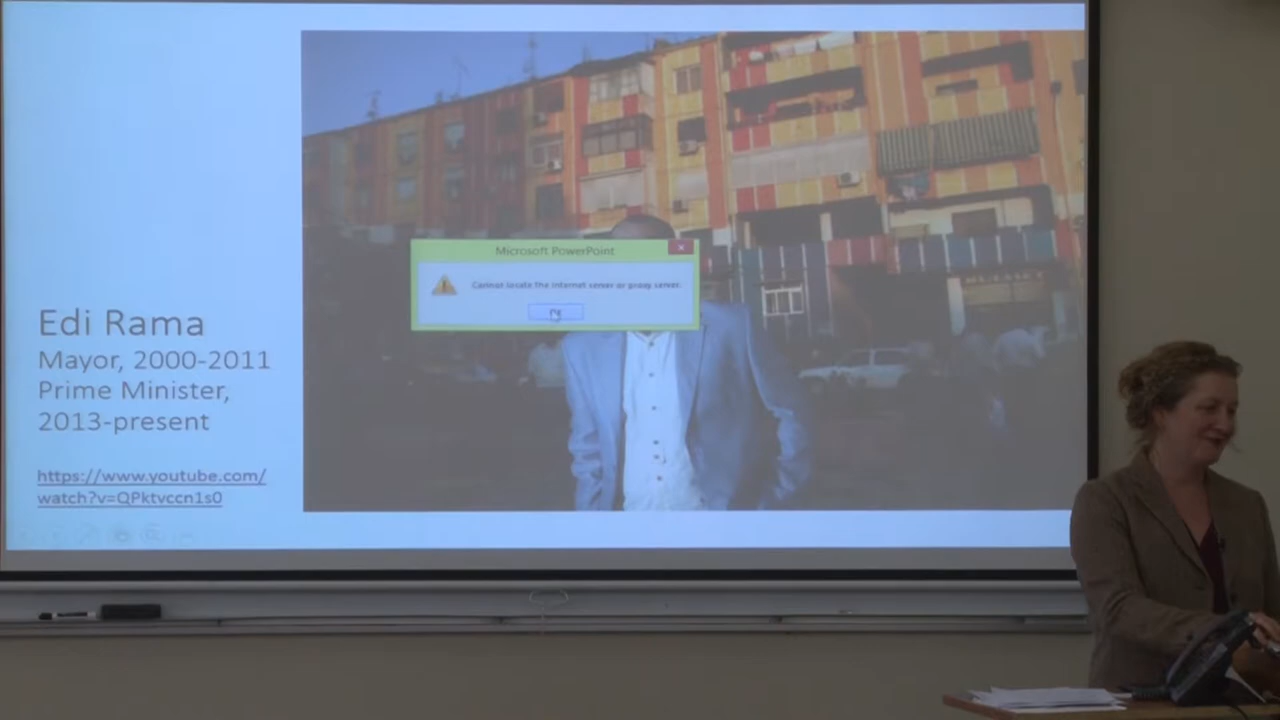 Microsoft PowerPoint
Cannot locate the Internet server or proxy server.
Edi Rama
Mayor, 2000-2011
Prime Minister,
2013-present
https://www.youtube.com/
watch?v=QPktvccn1s0